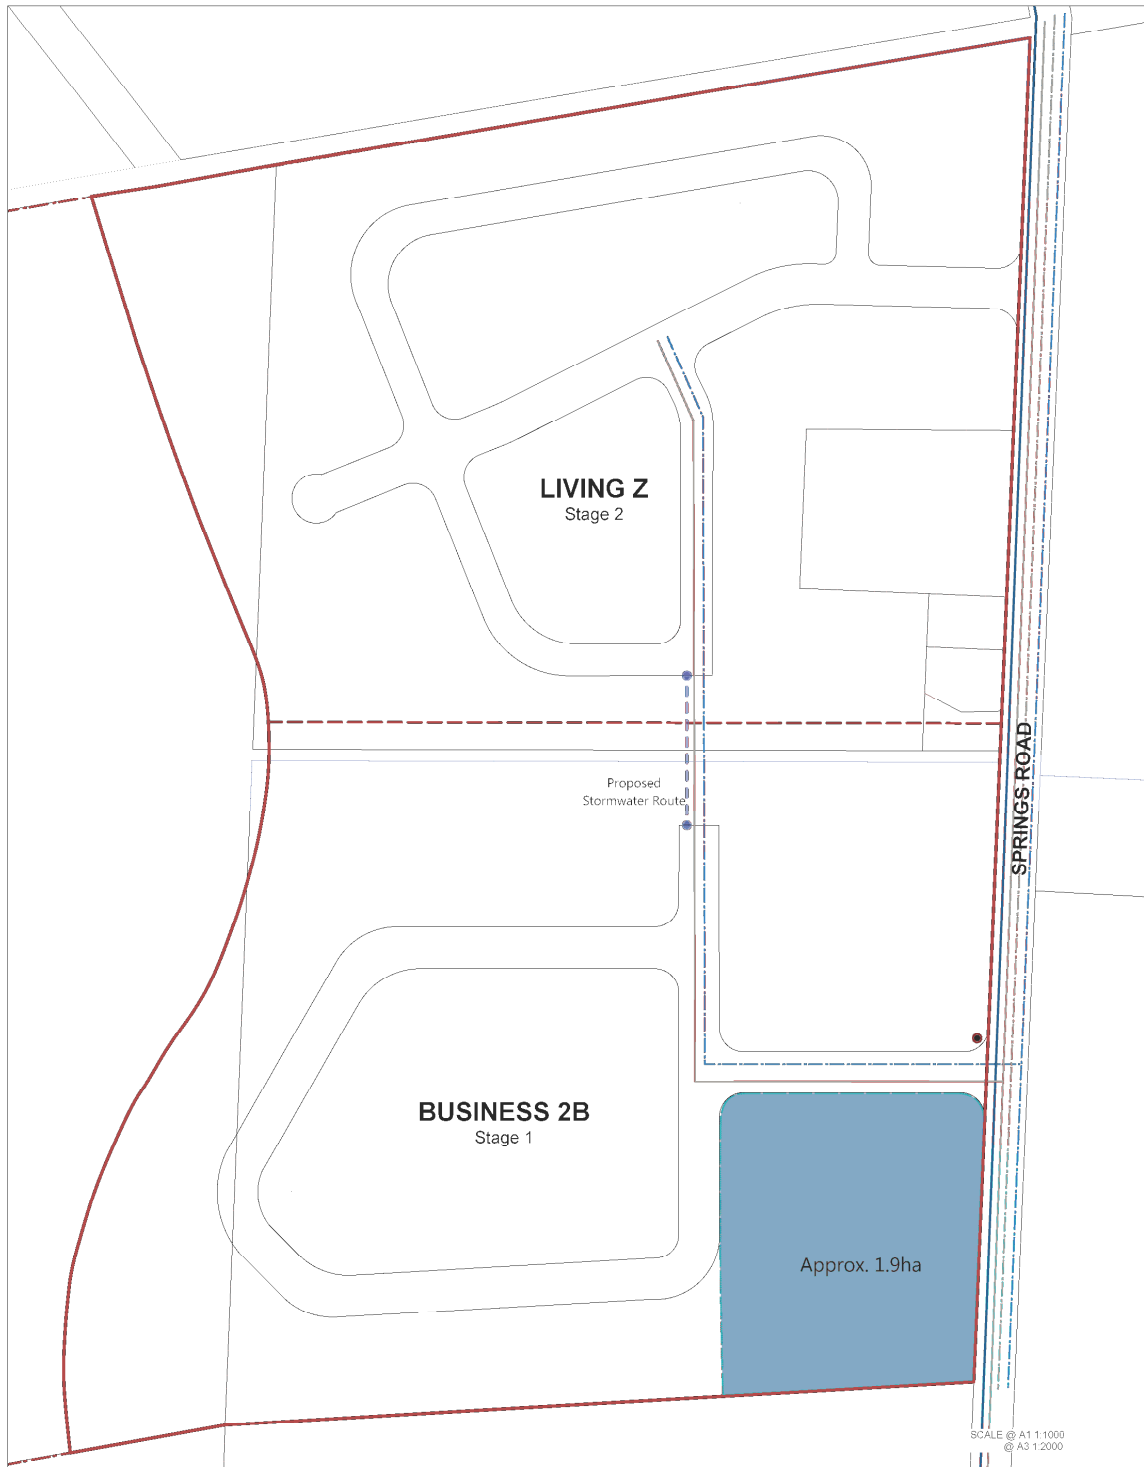 LIVING Z
Stage 2
SPRINGS ROAD
Proposed
Stormwater Route
BUSINESS 2B
Stage 1
Approx. 1.9ha
SCALE @ A1 1:1000
@ A3 1:2000